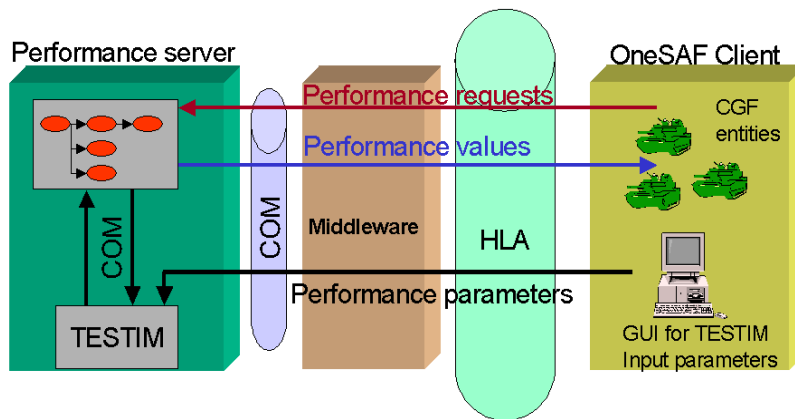 Performance server
OneSAF Client
Performance requests
CGF
entities
Performance values
COM
COM
Middleware
HLA
Performance parameters
TESTIM
GUI for TESTIM
Input parameters